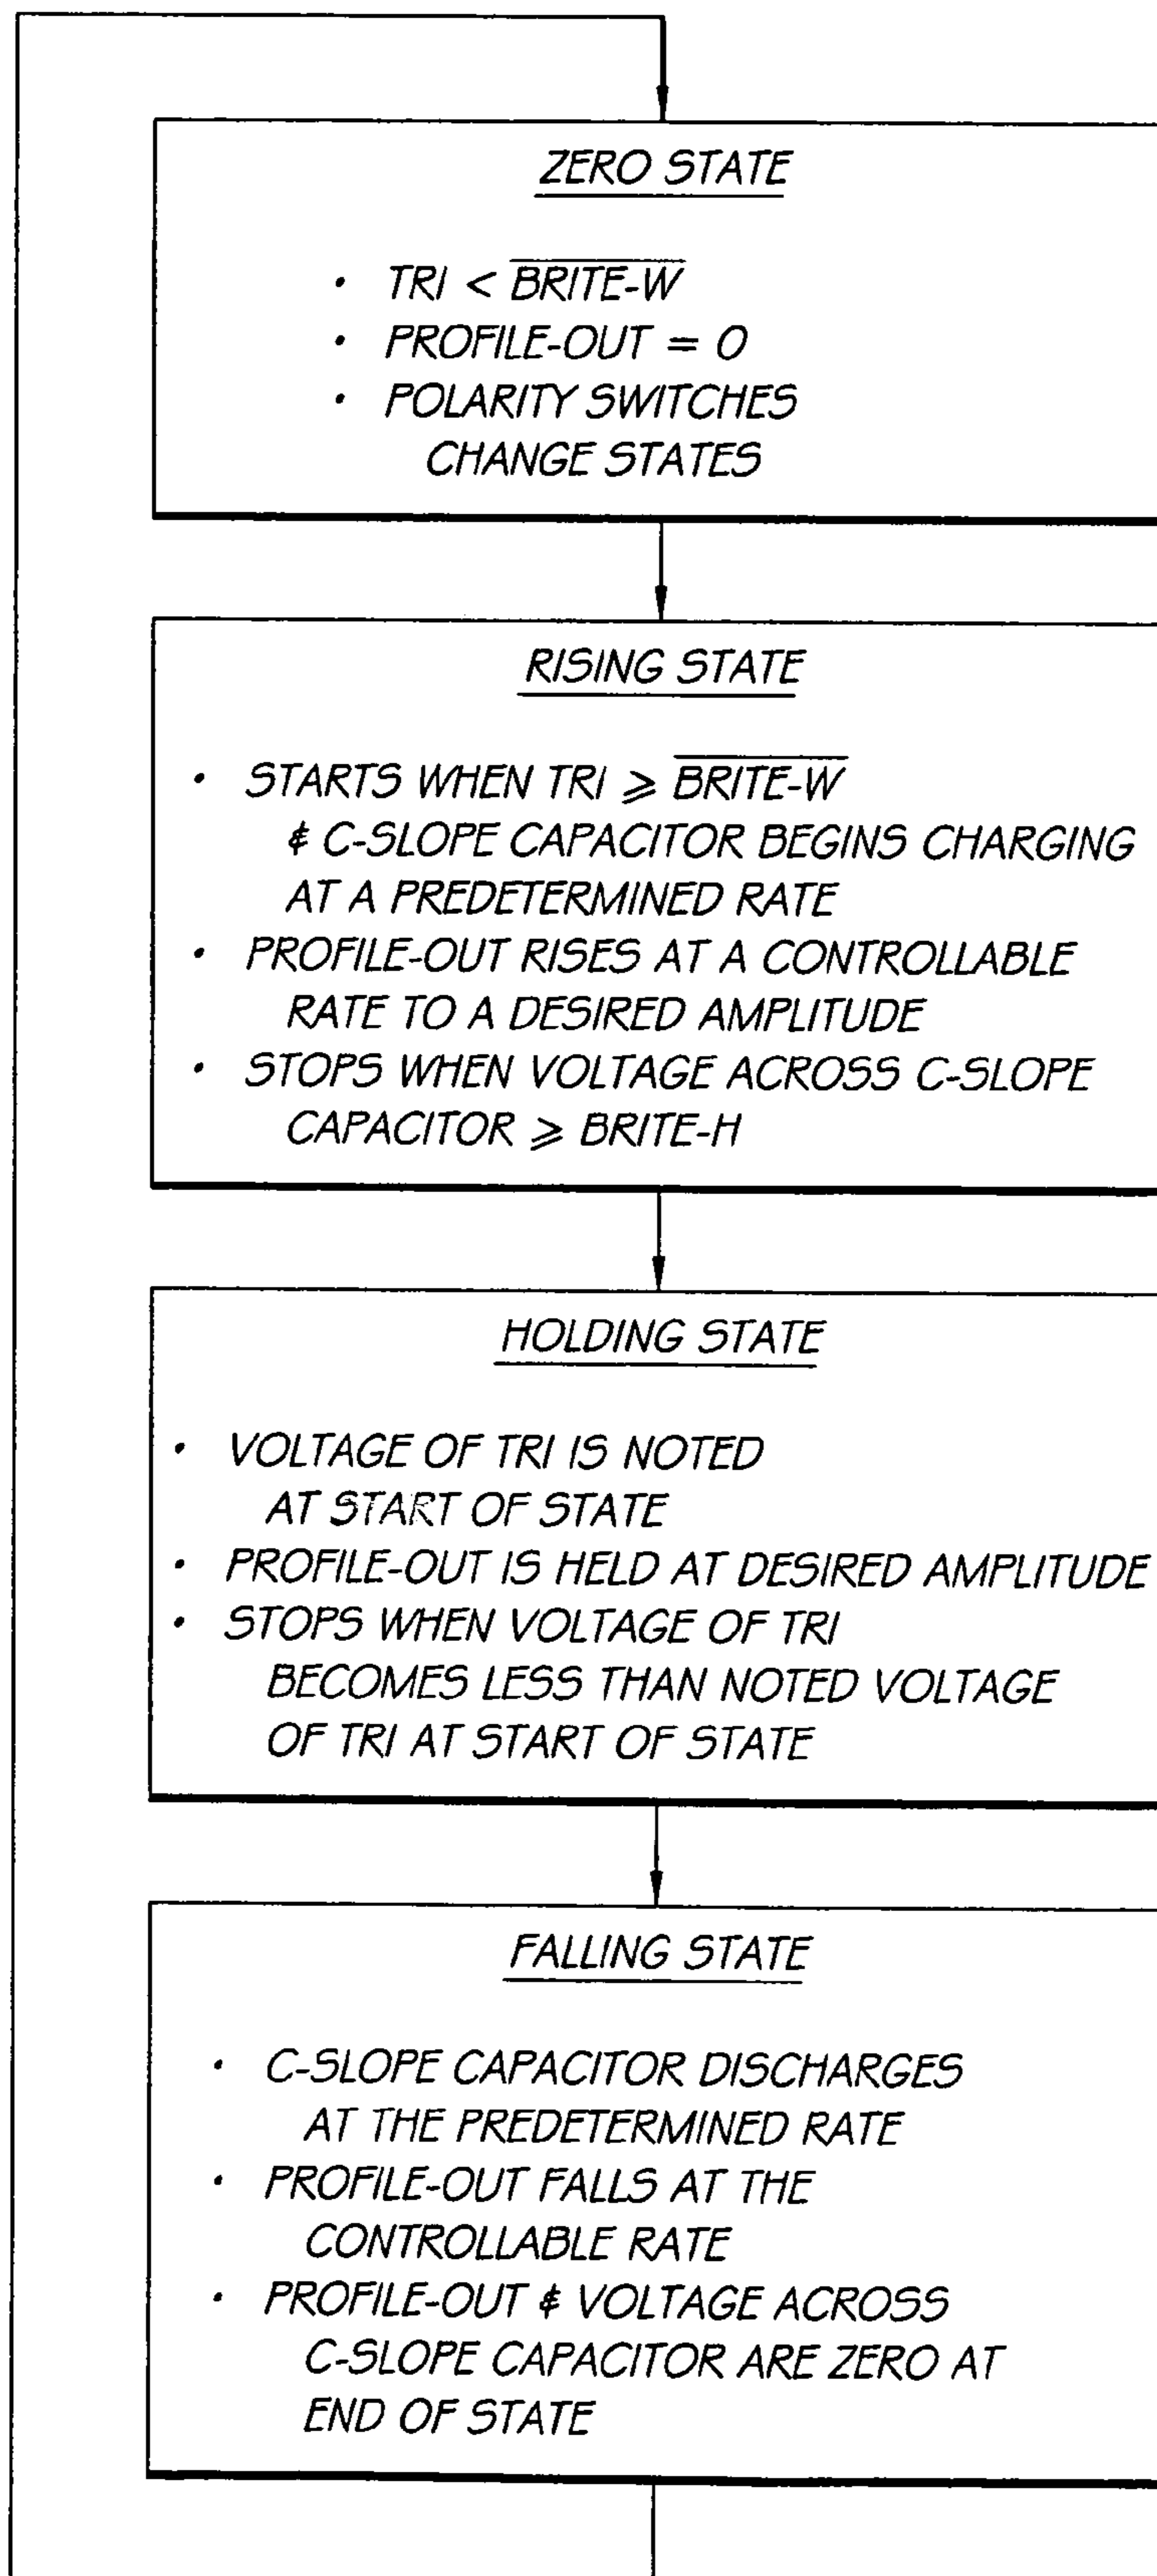 ZERO STATE
• TRI < B̅R̅I̅T̅E̅-̅W̅
• PROFILE-OUT = 0
• POLARITY SWITCHES
CHANGE STATES
RISING STATE
• STARTS WHEN TRI ⩾ B̅R̅I̅T̅E̅-̅W̅
& C-SLOPE CAPACITOR BEGINS CHARGING
AT A PREDETERMINED RATE
• PROFILE-OUT RISES AT A CONTROLLABLE
RATE TO A DESIRED AMPLITUDE
• STOPS WHEN VOLTAGE ACROSS C-SLOPE
CAPACITOR ⩾ BRITE-H
HOLDING STATE
• VOLTAGE OF TRI IS NOTED
AT START OF STATE
• PROFILE-OUT IS HELD AT DESIRED AMPLITUDE
• STOPS WHEN VOLTAGE OF TRI
BECOMES LESS THAN NOTED VOLTAGE
OF TRI AT START OF STATE
FALLING STATE
• C-SLOPE CAPACITOR DISCHARGES
AT THE PREDETERMINED RATE
• PROFILE-OUT FALLS AT THE
CONTROLLABLE RATE
• PROFILE-OUT & VOLTAGE ACROSS
C-SLOPE CAPACITOR ARE ZERO AT
END OF STATE